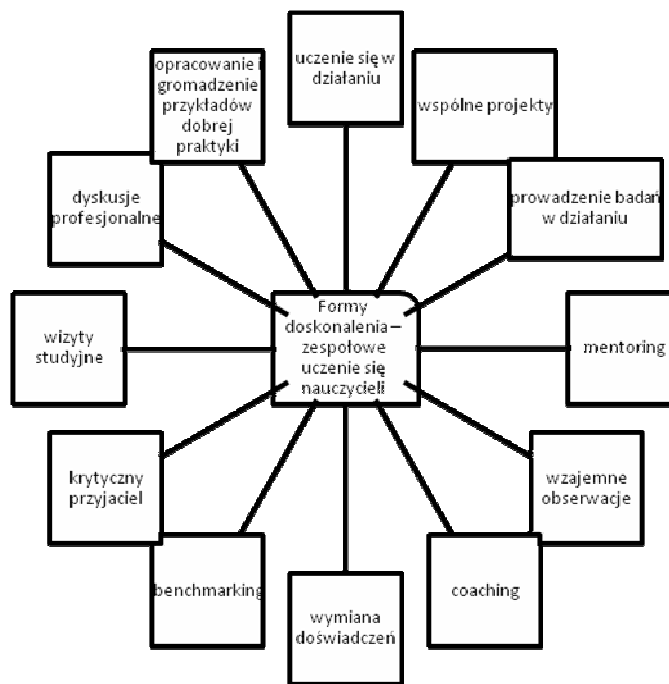 uczenie się w
działaniu
wspólne projekty
prowadzenie badań
w działaniu
mentoring
wzajemne
obserwacje
coaching
wymiana
doświadczeń
benchmarking
krytyczny
przyjaciel
wizyty
studyjne
dyskusje
profesjonalne
opracowanie i
gromadzenie
przykładów
dobrej
praktyki
Formy
doskonalenia –
zespołowe
uczenie się
nauczycieli